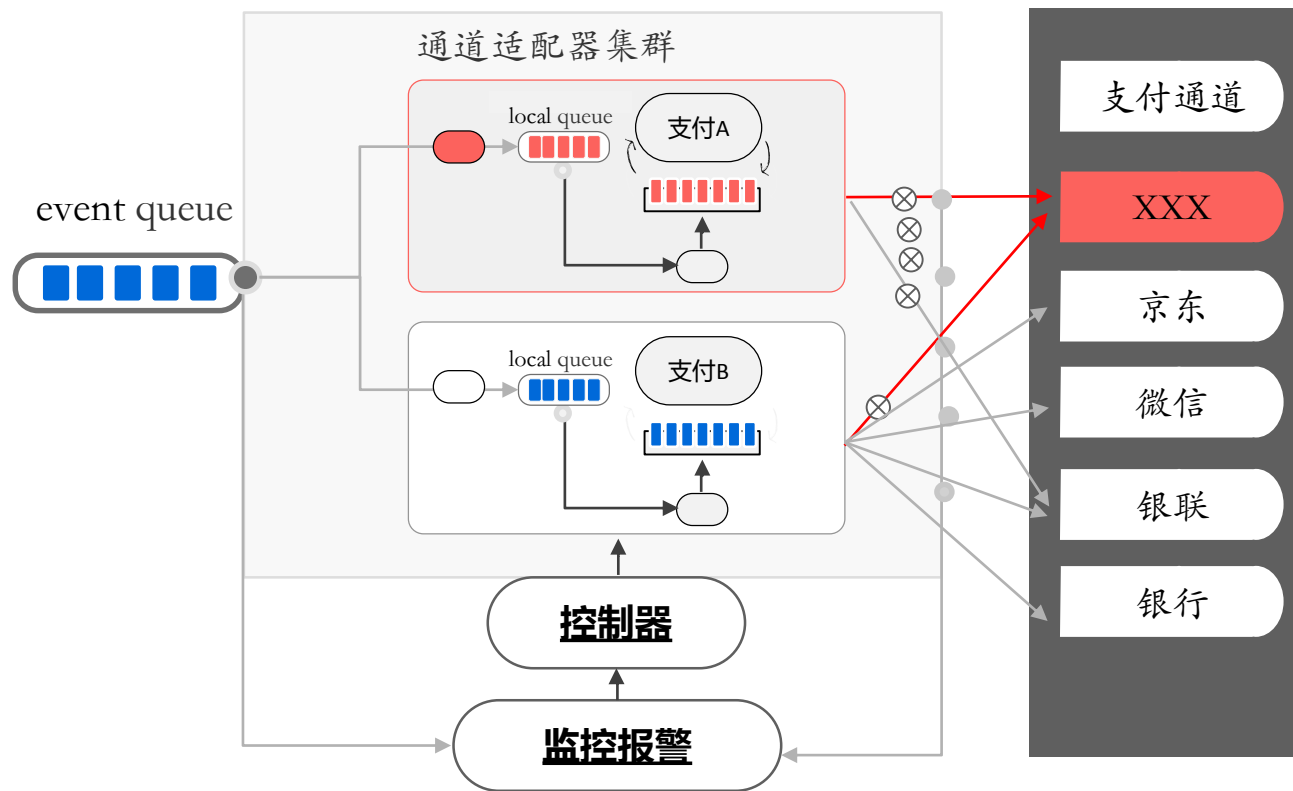 通道适配器集群
event queue
local queue
支付A
local queue
支付B
控制器
监控报警
支付通道
XXX
京东
微信
银联
银行